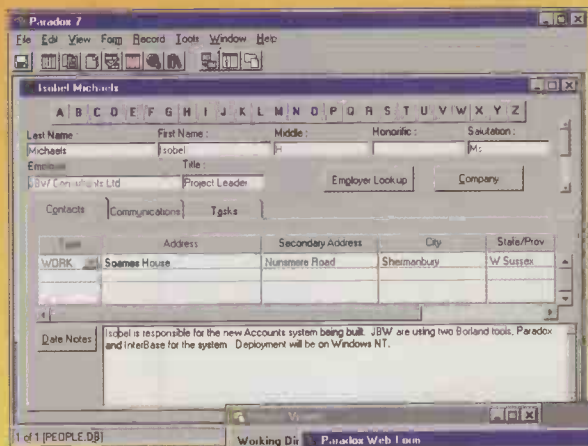 Paradox 7
File Edit View Form Record Tools Window Help
Isobel Michaels
A B C D E F G H I J K L M N O P Q R S T U V W X Y Z
Last Name First Name : Middle : Honorific : Salutation :
Michaels Isobel H Ms
Employer Title :
JBW Consultants Ltd Project Leader Employer Lookup Company
Contacts Communications Tasks
Type Address Secondary Address City State/Prov
WORK Soames House Nunsmere Road Shermanbury W Sussex
Date Notes
Isobel is responsible for the new Accounts system being built. JBW are using two Borland tools, Paradox
and InterBase for the system. Deployment will be on Windows NT.
1 of 1 [PEOPLE.DB] Working Dir Paradox Web